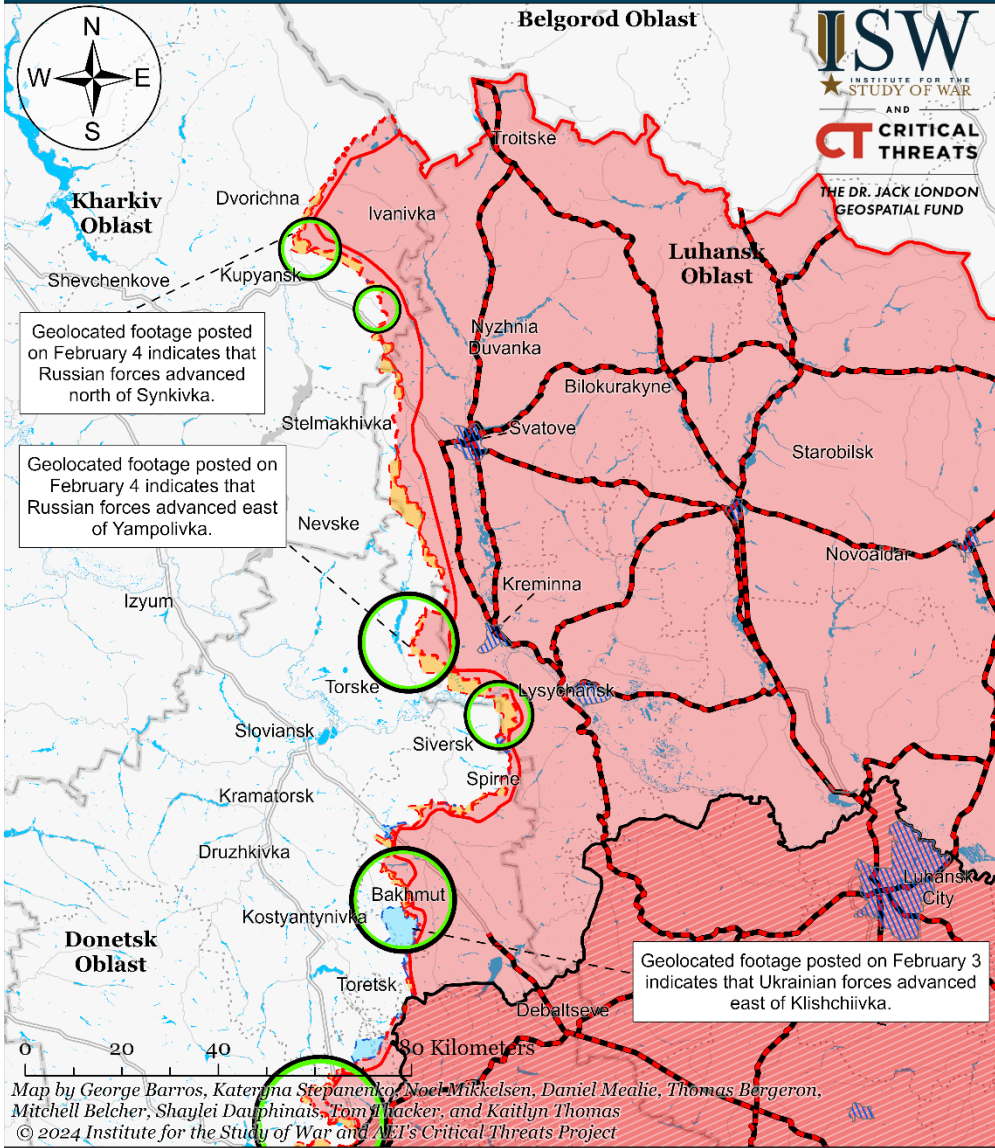 Belgorod Oblast
N
W E
S
ISW
INSTITUTE FOR THE
STUDY OF WAR
AND
CT CRITICAL
THREATS
THE DR. JACK LONDON
GEOSPATIAL FUND
Troitske
Dvorichna
Kharkiv
Oblast
Ivanivka
Luhansk
Oblast
Shevchenkove
Kupyansk
Geolocated footage posted
on February 4 indicates that
Russian forces advanced
north of Synkivka.
Nyzhnia
Duvanka
Bilokurakyne
Stelmakhivka
Svatove
Starobilsk
Geolocated footage posted on
February 4 indicates that
Russian forces advanced east
of Yampolivka.
Nevske
Novoaidar
Kreminna
Izyum
Torske
Lysychansk
Sloviansk
Siversk
Spirne
Kramatorsk
Druzhkivka
Luhansk
City
Bakhmut
Kostyantynivka
Donetsk
Oblast
Geolocated footage posted on February 3
indicates that Ukrainian forces advanced
east of Klishchiivka.
Toretsk
Debaltseve
0 20 40 80 Kilometers
Map by George Barros, Kateryna Stepanenko, Noel Mikkelsen, Daniel Mealie, Thomas Bergeron,
Mitchell Belcher, Shaylei Dauphinais, Tom Thacker, and Kaitlyn Thomas
© 2024 Institute for the Study of War and AEI's Critical Threats Project